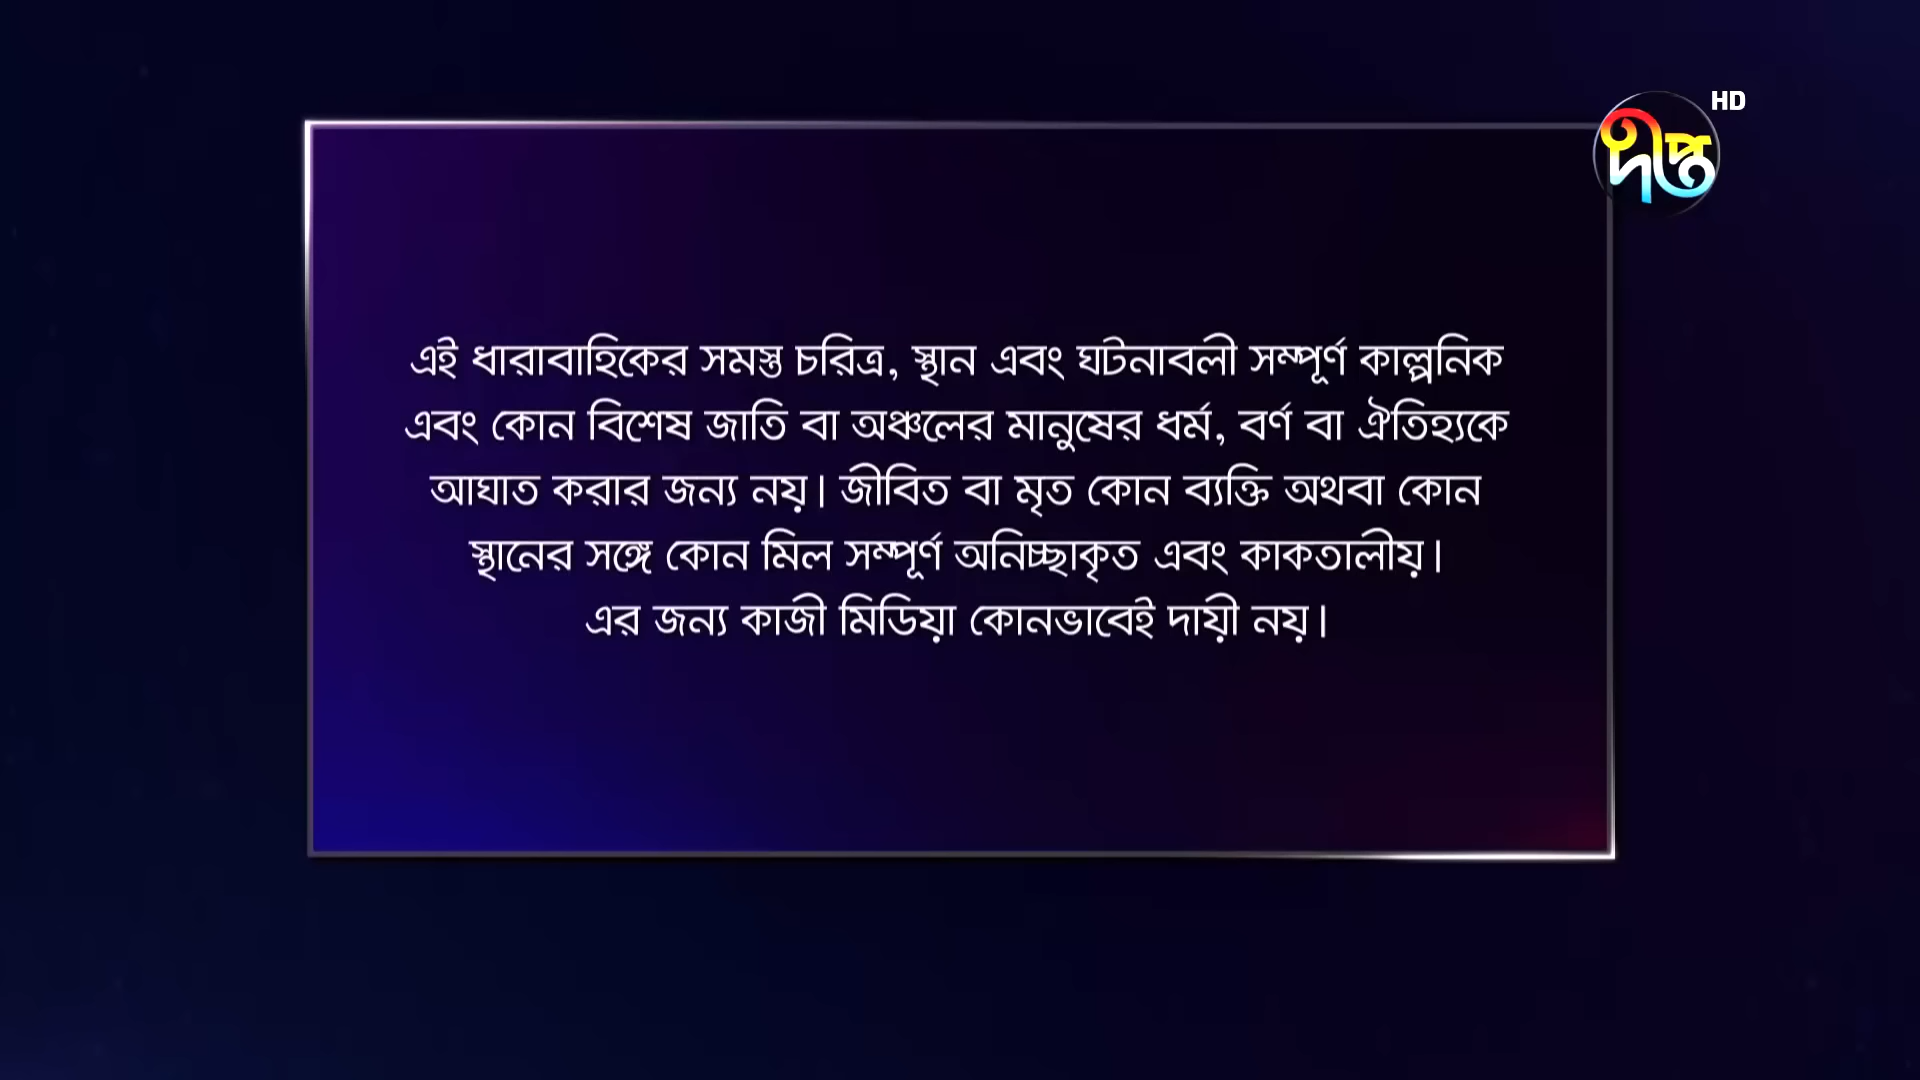 HD
দীপ্ত
এই ধারাবাহিকের সমস্ত চরিত্র, স্থান এবং ঘটনাবলী সম্পূর্ণ কাল্পনিক
এবং কোন বিশেষ জাতি বা অঞ্চলের মানুষের ধর্ম, বর্ণ বা ঐতিহ্যকে
আঘাত করার জন্য নয়। জীবিত বা মৃত কোন ব্যক্তি অথবা কোন
স্থানের সঙ্গে কোন মিল সম্পূর্ণ অনিচ্ছাকৃত এবং কাকতালীয়।
এর জন্য কাজী মিডিয়া কোনভাবেই দায়ী নয়।